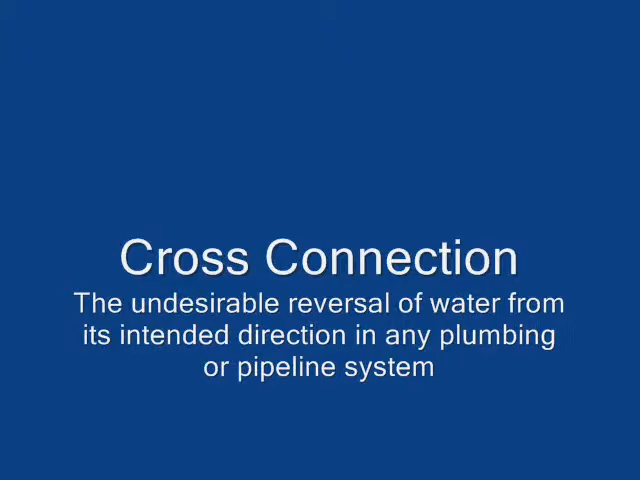 Cross Connection
The undesirable reversal of water from
its intended direction in any plumbing
or pipeline system